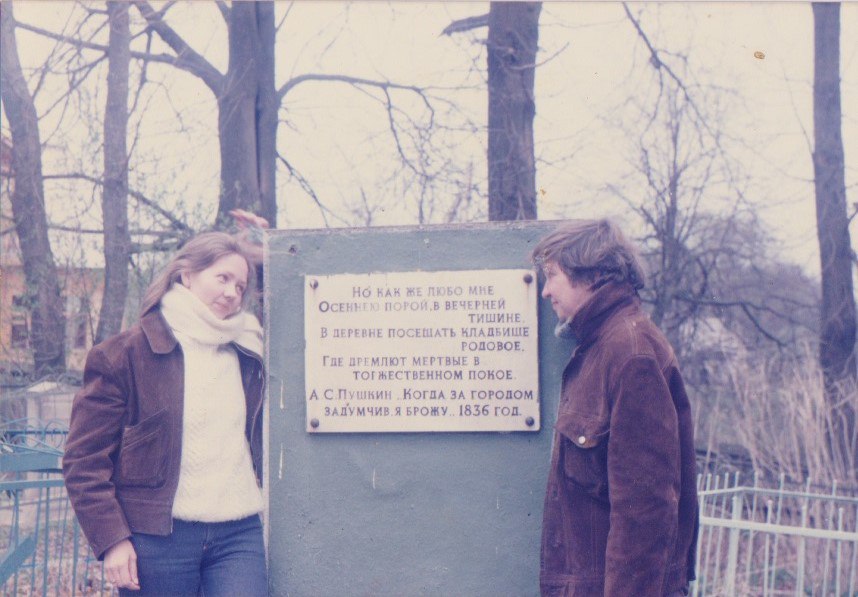 Но как же любо мне
Осеннею порой, в вечерней
тишине,
В деревне посещать кладбище
родовое,
Где дремлют мертвые в
торжественном покое.
А.С.Пушкин „Когда за городом
задумчив, я брожу„ 1836 год.